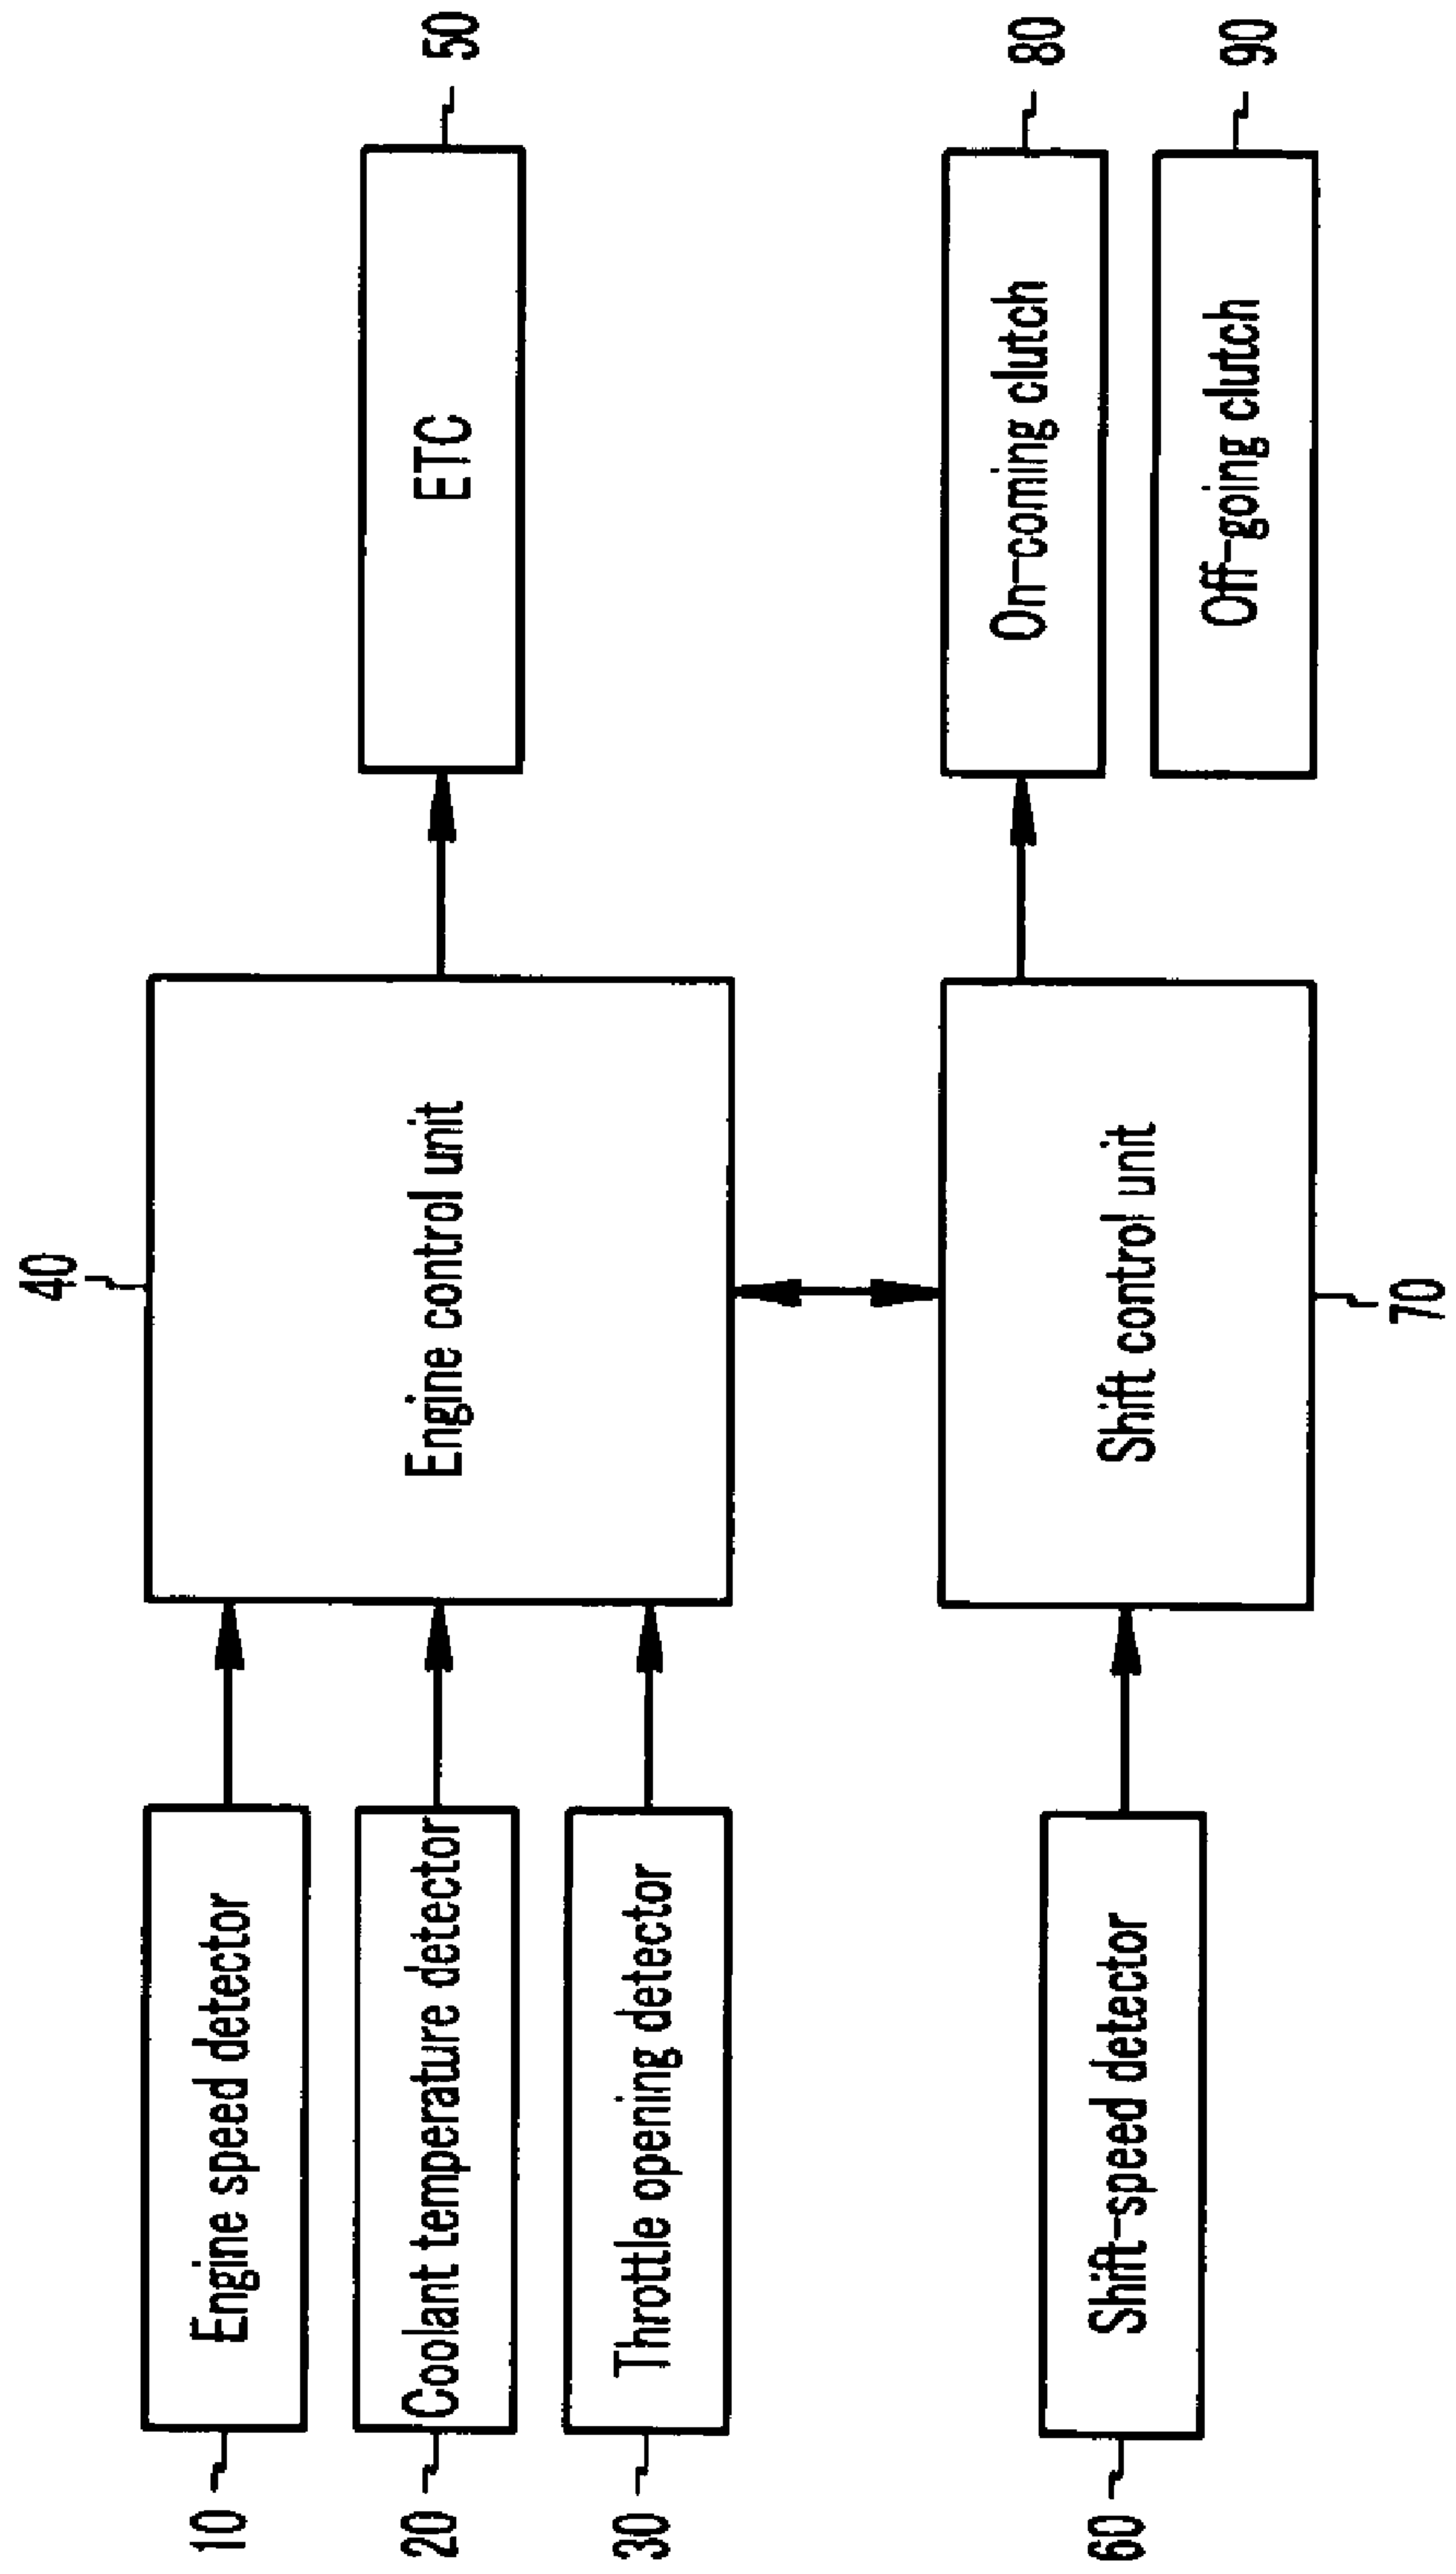 10
Engine speed detector
20
Coolant temperature detector
30
Throttle opening detector
40
Engine control unit
50
ETC
60
Shift-speed detector
70
Shift control unit
80
On-coming clutch
90
Off-going clutch